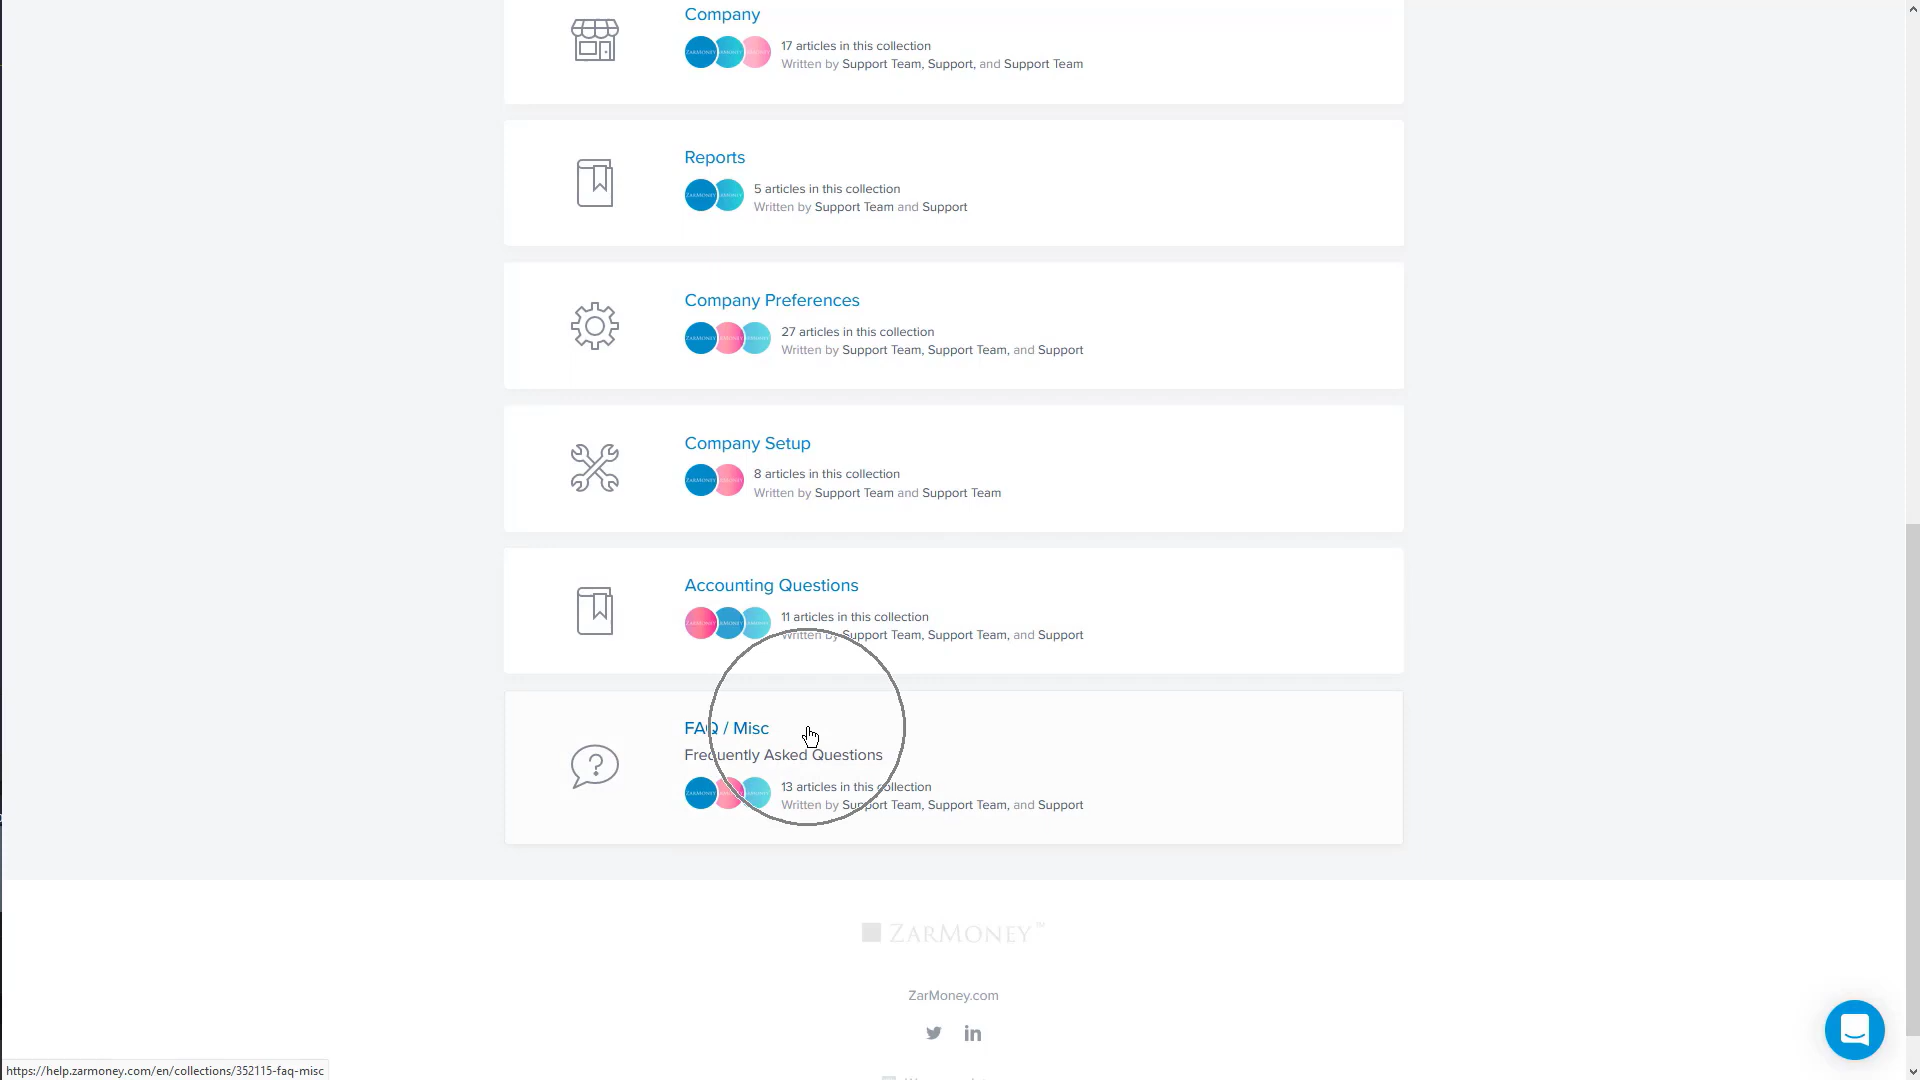 Company
17 articles in this collection
Written by Support Team, Support, and Support Team
Reports
5 articles in this collection
Written by Support Team and Support
Company Preferences
27 articles in this collection
Written by Support Team, Support Team, and Support
Company Setup
8 articles in this collection
Written by Support Team and Support Team
Accounting Questions
11 articles in this collection
Written by Support Team, Support Team, and Support
FAQ / Misc
Frequently Asked Questions
13 articles in this collection
Written by Support Team, Support Team, and Support
ZARMONEY
ZarMoney.com
https://help.zarmoney.com/en/collections/352115-faq-misc